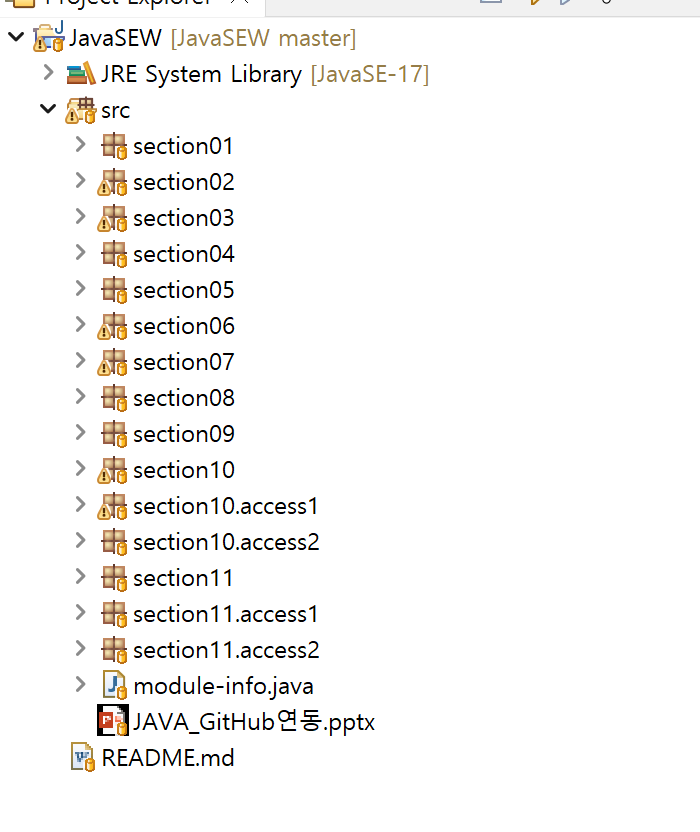 Project Explorer
JavaSEW [JavaSEW master]
JRE System Library [JavaSE-17]
src
section01
section02
section03
section04
section05
section06
section07
section08
section09
section10
section10.access1
section10.access2
section11
section11.access1
section11.access2
module-info.java
JAVA_GitHub연동.pptx
README.md